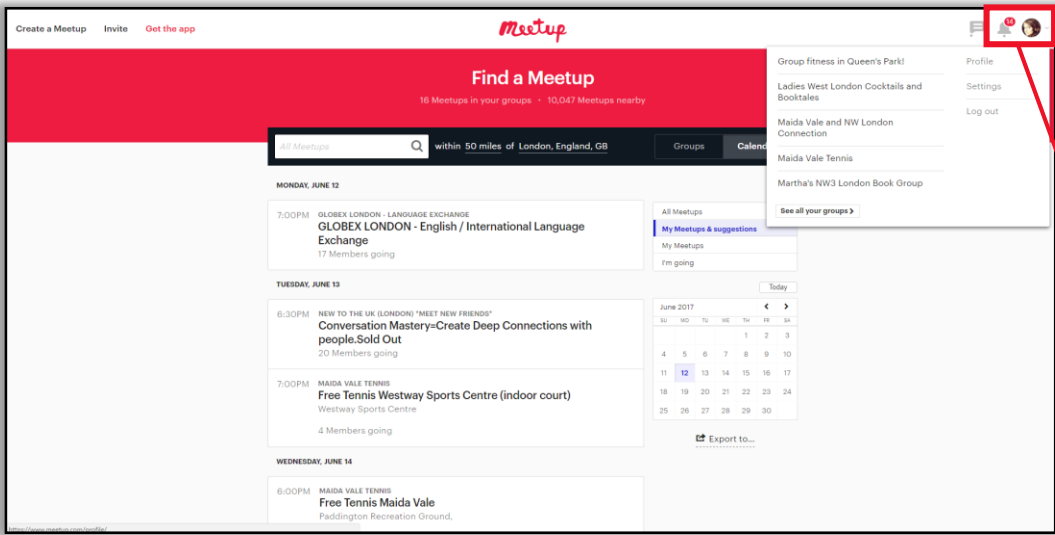 Create a Meetup Invite Get the app
meetup
14
Find a Meetup
16 Meetups in your groups • 10,047 Meetups nearby
Group fitness in Queen's Park!
Ladies West London Cocktails and
Booktales
Maida Vale and NW London
Connection
Maida Vale Tennis
Martha's NW3 London Book Group
See all your groups
Profile
Settings
Log out
All Meetups within 50 miles of London, England, GB Groups
MONDAY, JUNE 12
7:00PM GLOBEX LONDON - LANGUAGE EXCHANGE
GLOBEX LONDON - English / International Language
Exchange
17 Members going
TUESDAY, JUNE 13
6:30PM NEW TO THE UK (LONDON) "MEET NEW FRIENDS"
Conversation Mastery=Create Deep Connections with
people.Sold Out
20 Members going
7:00PM MAIDA VALE TENNIS
Free Tennis Westway Sports Centre (indoor court)
Westway Sports Centre
4 Members going
WEDNESDAY, JUNE 14
6:00PM MAIDA VALE TENNIS
Free Tennis Maida Vale
Paddington Recreation Ground,
All Meetups
My Meetups & suggestions
My Meetups
I'm going
Today
June 2017
SU MO TU WE TH FR SA
1 2 3
4 5 6 7 8 9 10
11 12 13 14 15 16 17
18 19 20 21 22 23 24
25 26 27 28 29 30
Export to...
https://www.meetup.com/profile/